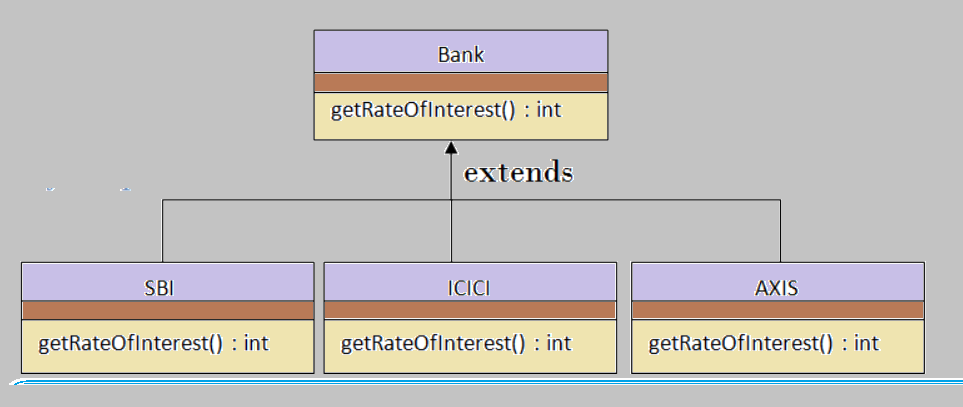 Bank
getRateOfInterest() : int
extends
SBI
getRateOfInterest() : int
ICICI
getRateOfInterest() : int
AXIS
getRateOfInterest() : int